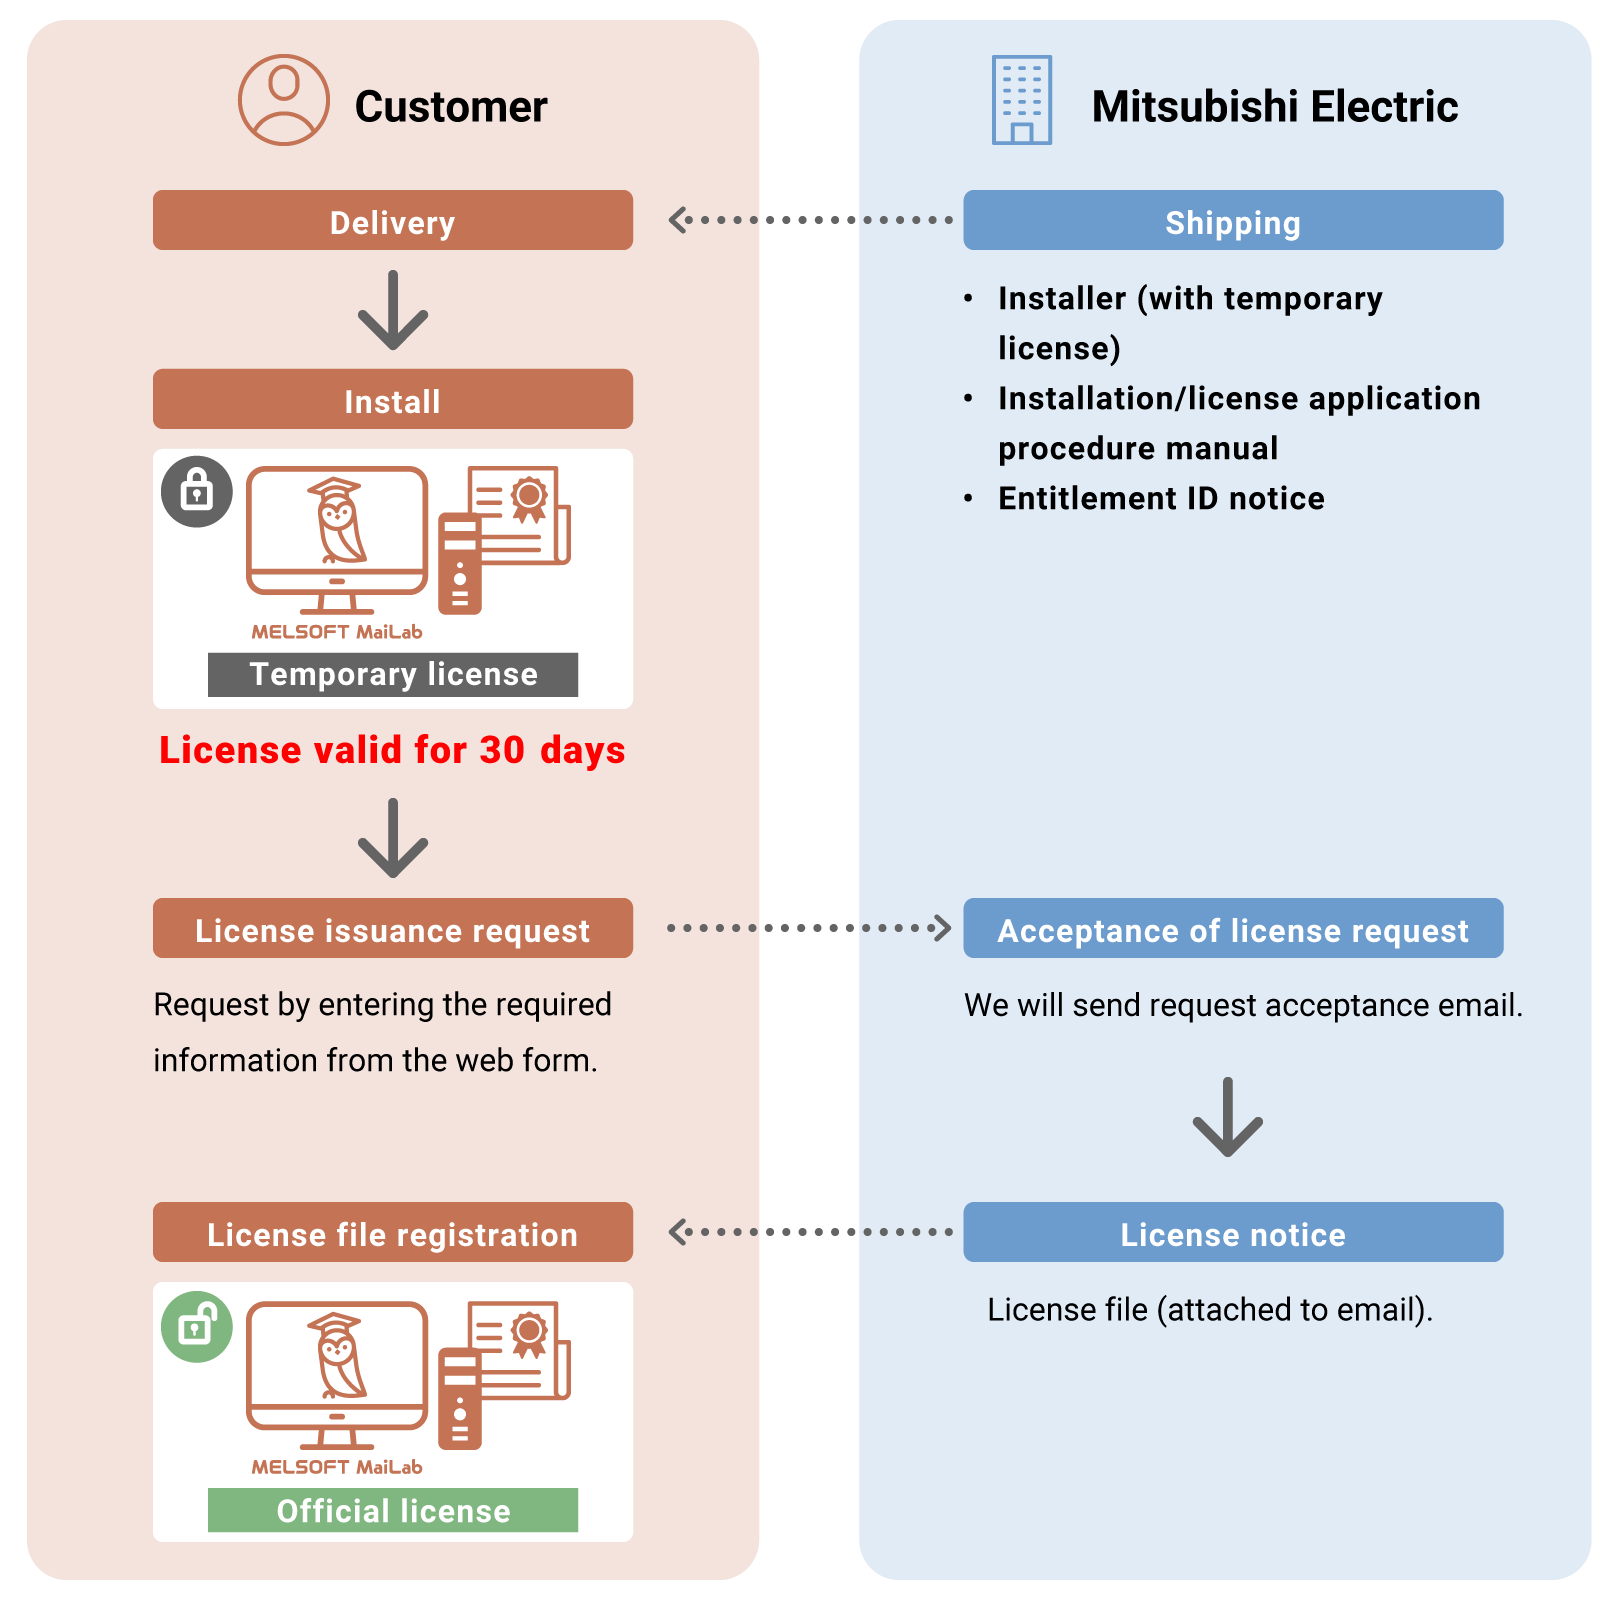 Customer
Delivery
Install
MELSOFT MaiLab
Temporary license
License valid for 30 days
License issuance request
Request by entering the required
information from the web form.
License file registration
MELSOFT MaiLab
Official license
Mitsubishi Electric
Shipping
• Installer (with temporary
license)
• Installation/license application
procedure manual
• Entitlement ID notice
Acceptance of license request
We will send request acceptance email.
License notice
License file (attached to email).